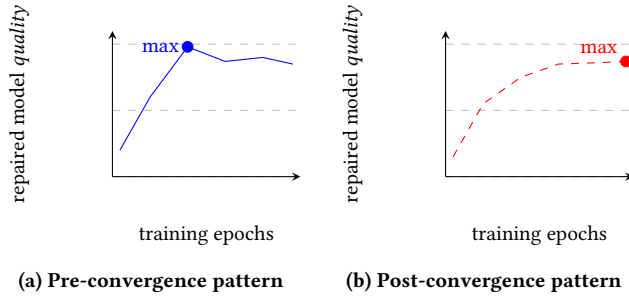 repaired model quality
max
training epochs
(a) Pre-convergence pattern
repaired model quality
max
training epochs
(b) Post-convergence pattern